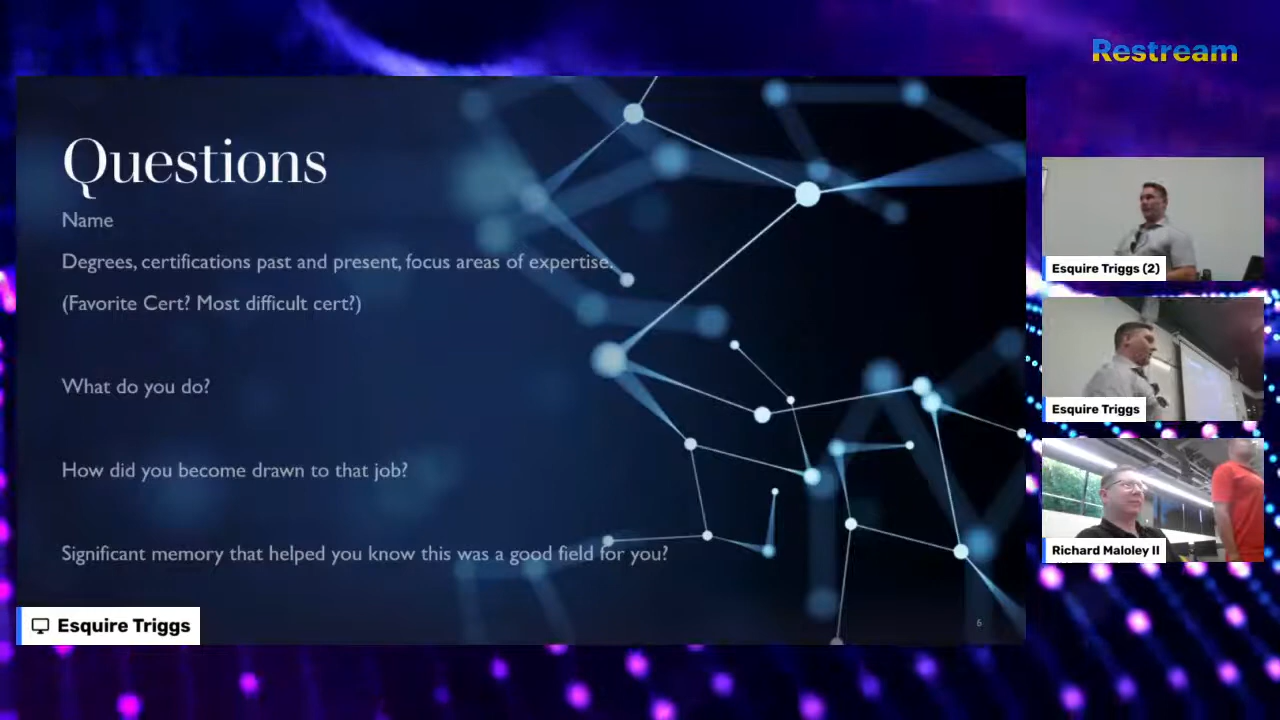 Restream
Questions
Name
Degrees, certifications past and present, focus areas of expertise.
(Favorite Cert? Most difficult cert?)
What do you do?
How did you become drawn to that job?
Significant memory that helped you know this was a good field for you?
6
Esquire Triggs
Esquire Triggs (2)
Esquire Triggs
Richard Maloley II